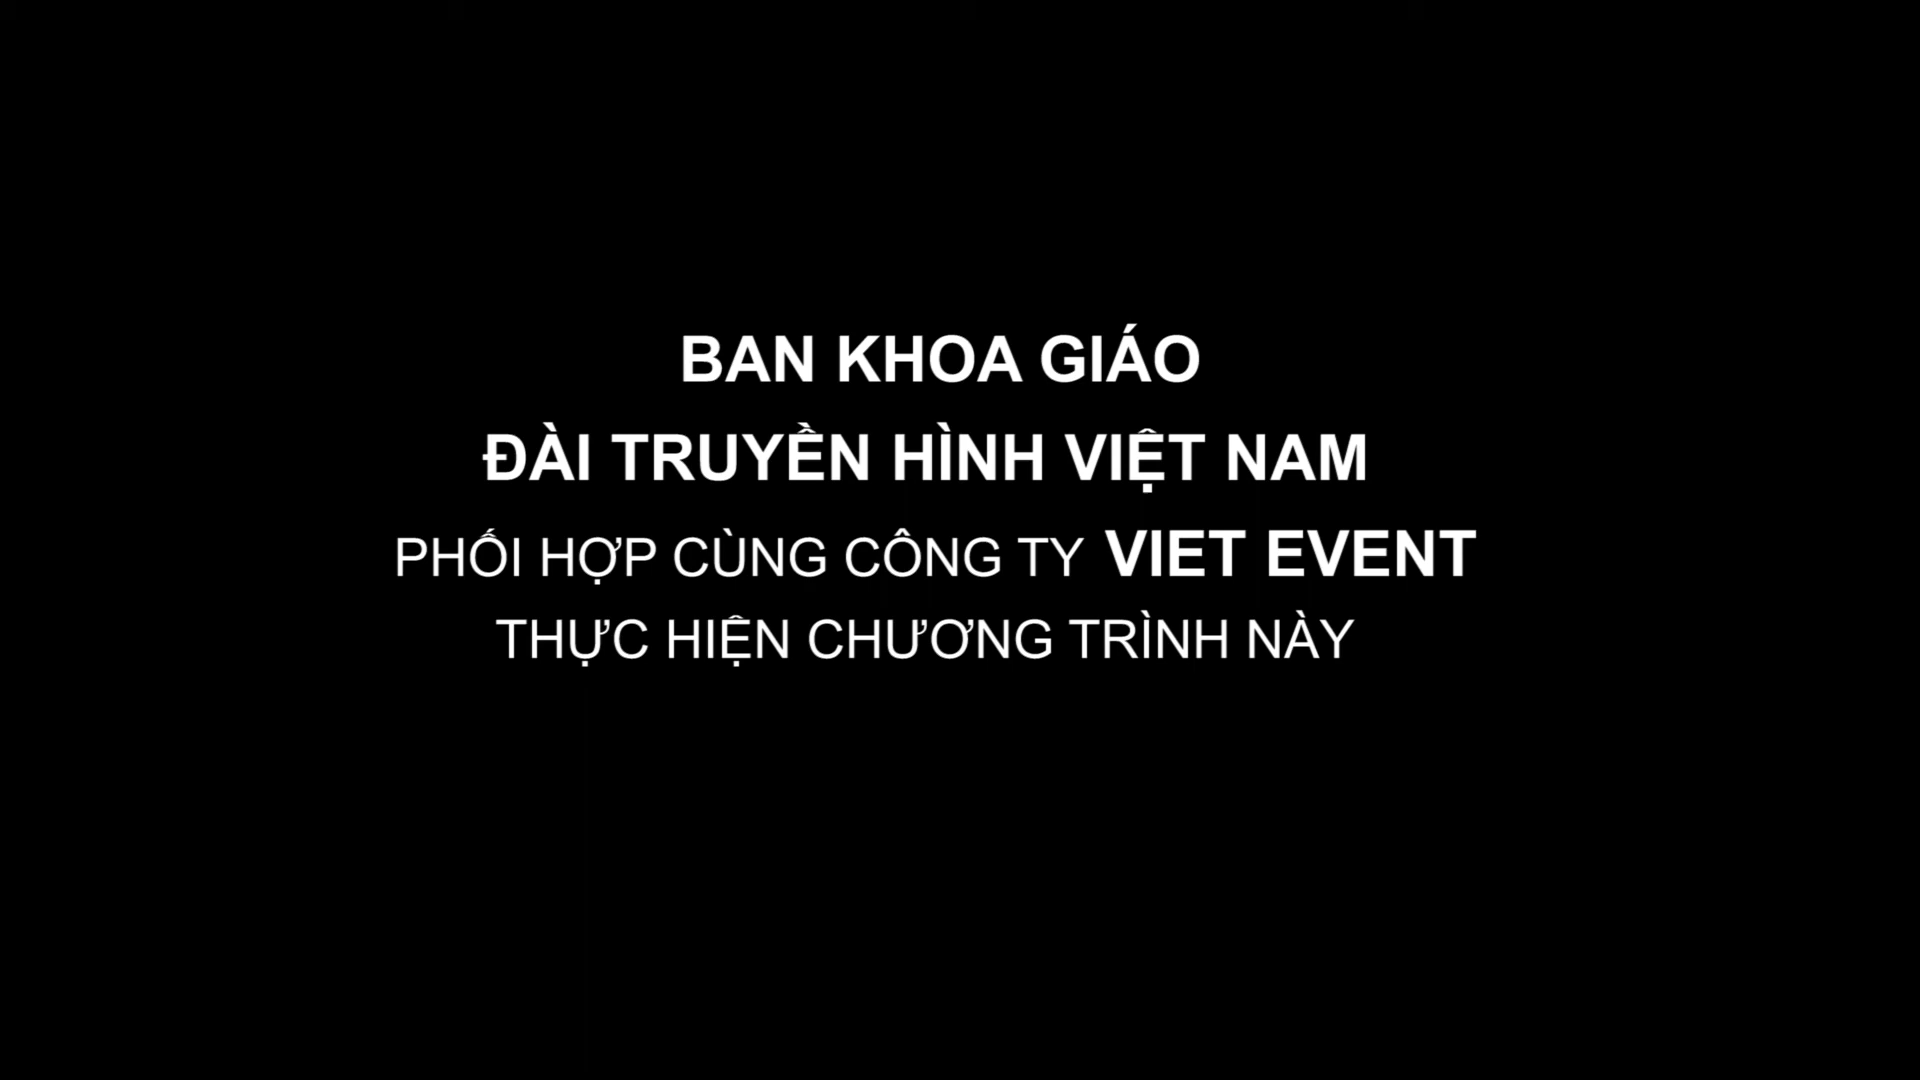 BAN KHOA GIÁO
ĐÀI TRUYỀN HÌNH VIỆT NAM
PHỐI HỢP CÙNG CÔNG TY VIET EVENT
THỰC HIỆN CHƯƠNG TRÌNH NÀY